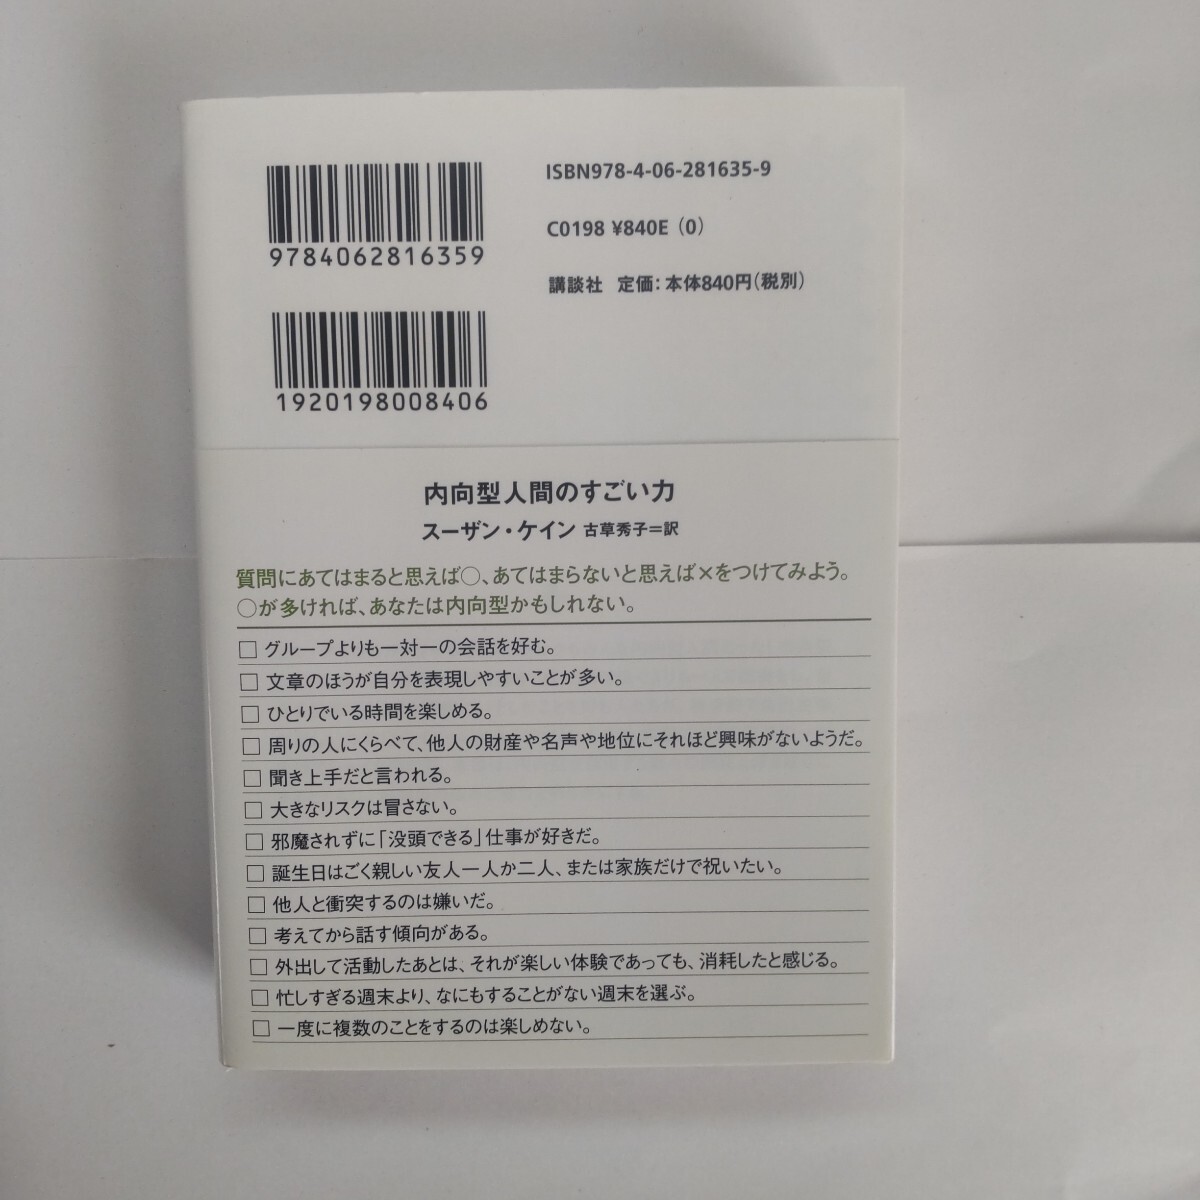 ISBN978-4-06-281635-9
9784062816359
C0198 ¥840E (0)
講談社 定価：本体840円（税別）
1920198008406
内向型人間のすごい力
スーザン・ケイン 古草秀子＝訳
質問にあてはまると思えば○、あてはまらないと思えば×をつけてみよう。
○が多ければ、あなたは内向型かもしれない。
□ グループよりも一対一の会話を好む。
□ 文章のほうが自分を表現しやすいことが多い。
□ ひとりでいる時間を楽しめる。
□ 周りの人にくらべて、他人の財産や名声や地位にそれほど興味がないようだ。
□ 聞き上手だと言われる。
□ 大きなリスクは冒さない。
□ 邪魔されずに「没頭できる」仕事が好きだ。
□ 誕生日はごく親しい友人一人か二人、または家族だけで祝いたい。
□ 他人と衝突するのは嫌いだ。
□ 考えてから話す傾向がある。
□ 外出して活動したあとは、それが楽しい体験であっても、消耗したと感じる。
□ 忙しすぎる週末より、なにもすることがない週末を選ぶ。
□ 一度に複数のことをするのは楽しめない。